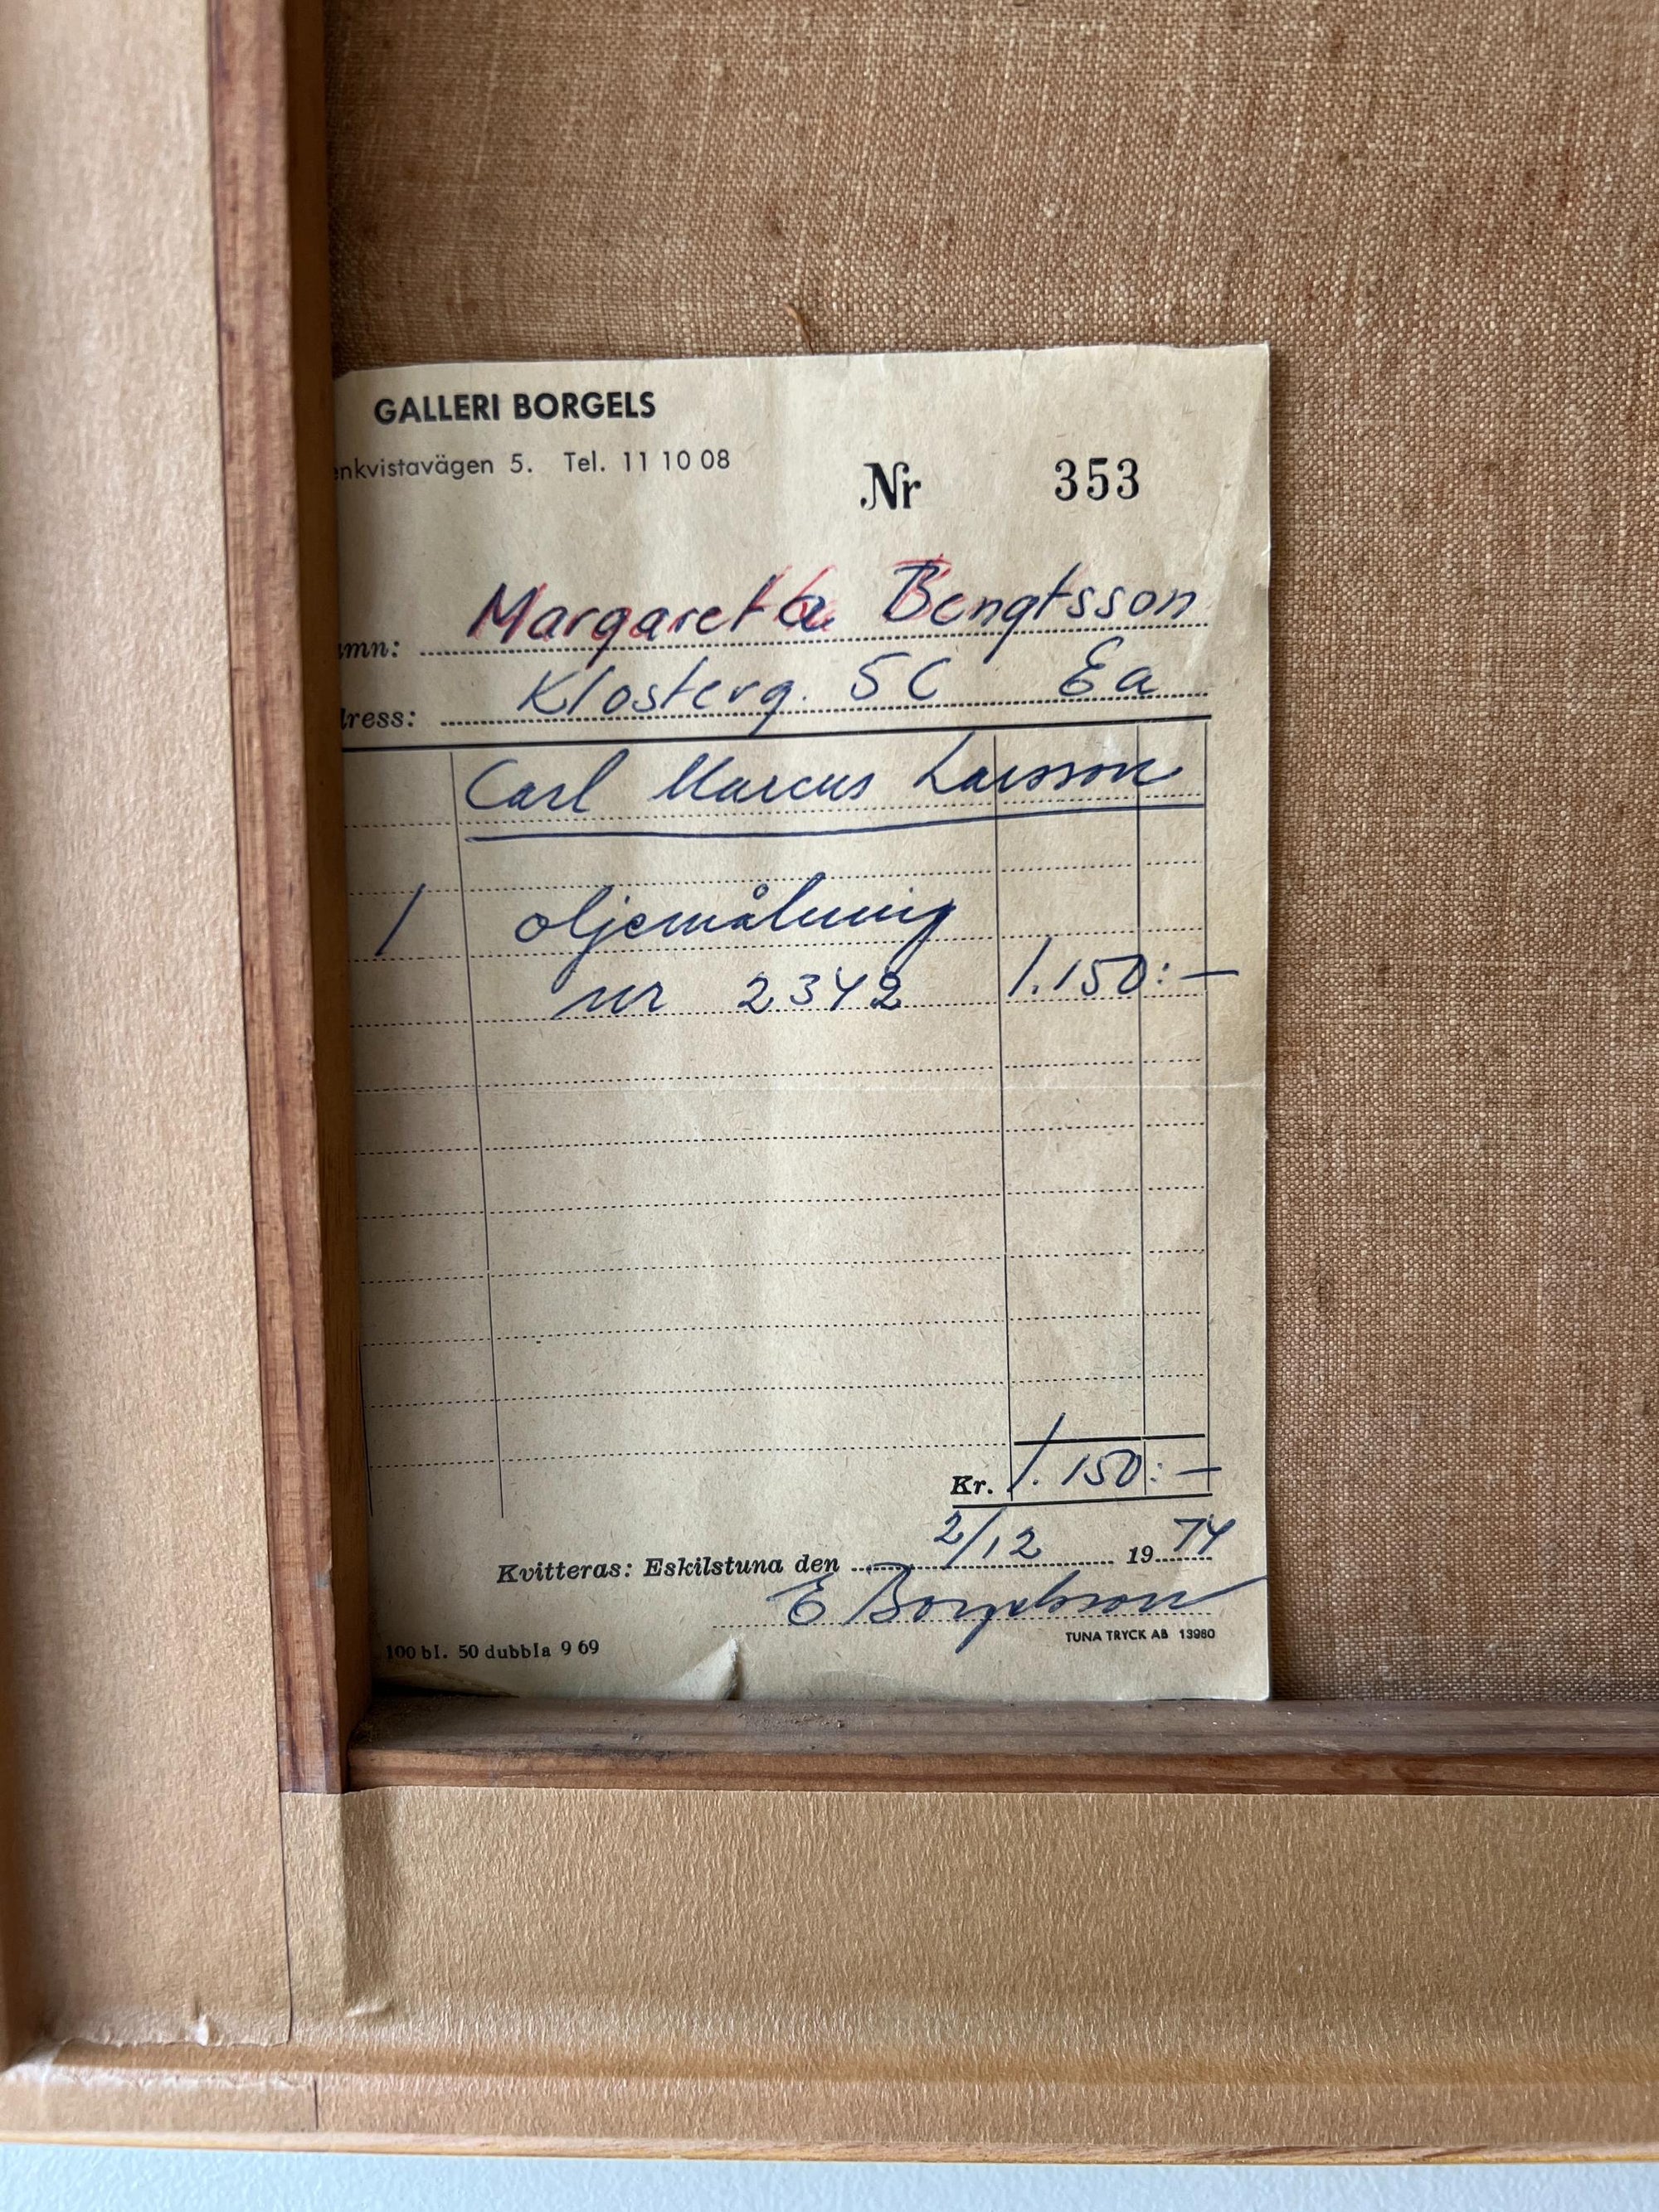 GALLERI BORGELS
enkvistavägen 5. Tel. 11 10 08
Nr 353
amn: Margareta Bengtsson
dress: Klosterg. 5C Ea
Carl Marcus Larsson
1 oljemålning
nr 2342 1.150:—
Kr. 1.150:—
Kvitteras: Eskilstuna den 2/12 1974
E Borgelsson
100 bl. 50 dubbla 9 69
TUNA TRYCK AB 13980